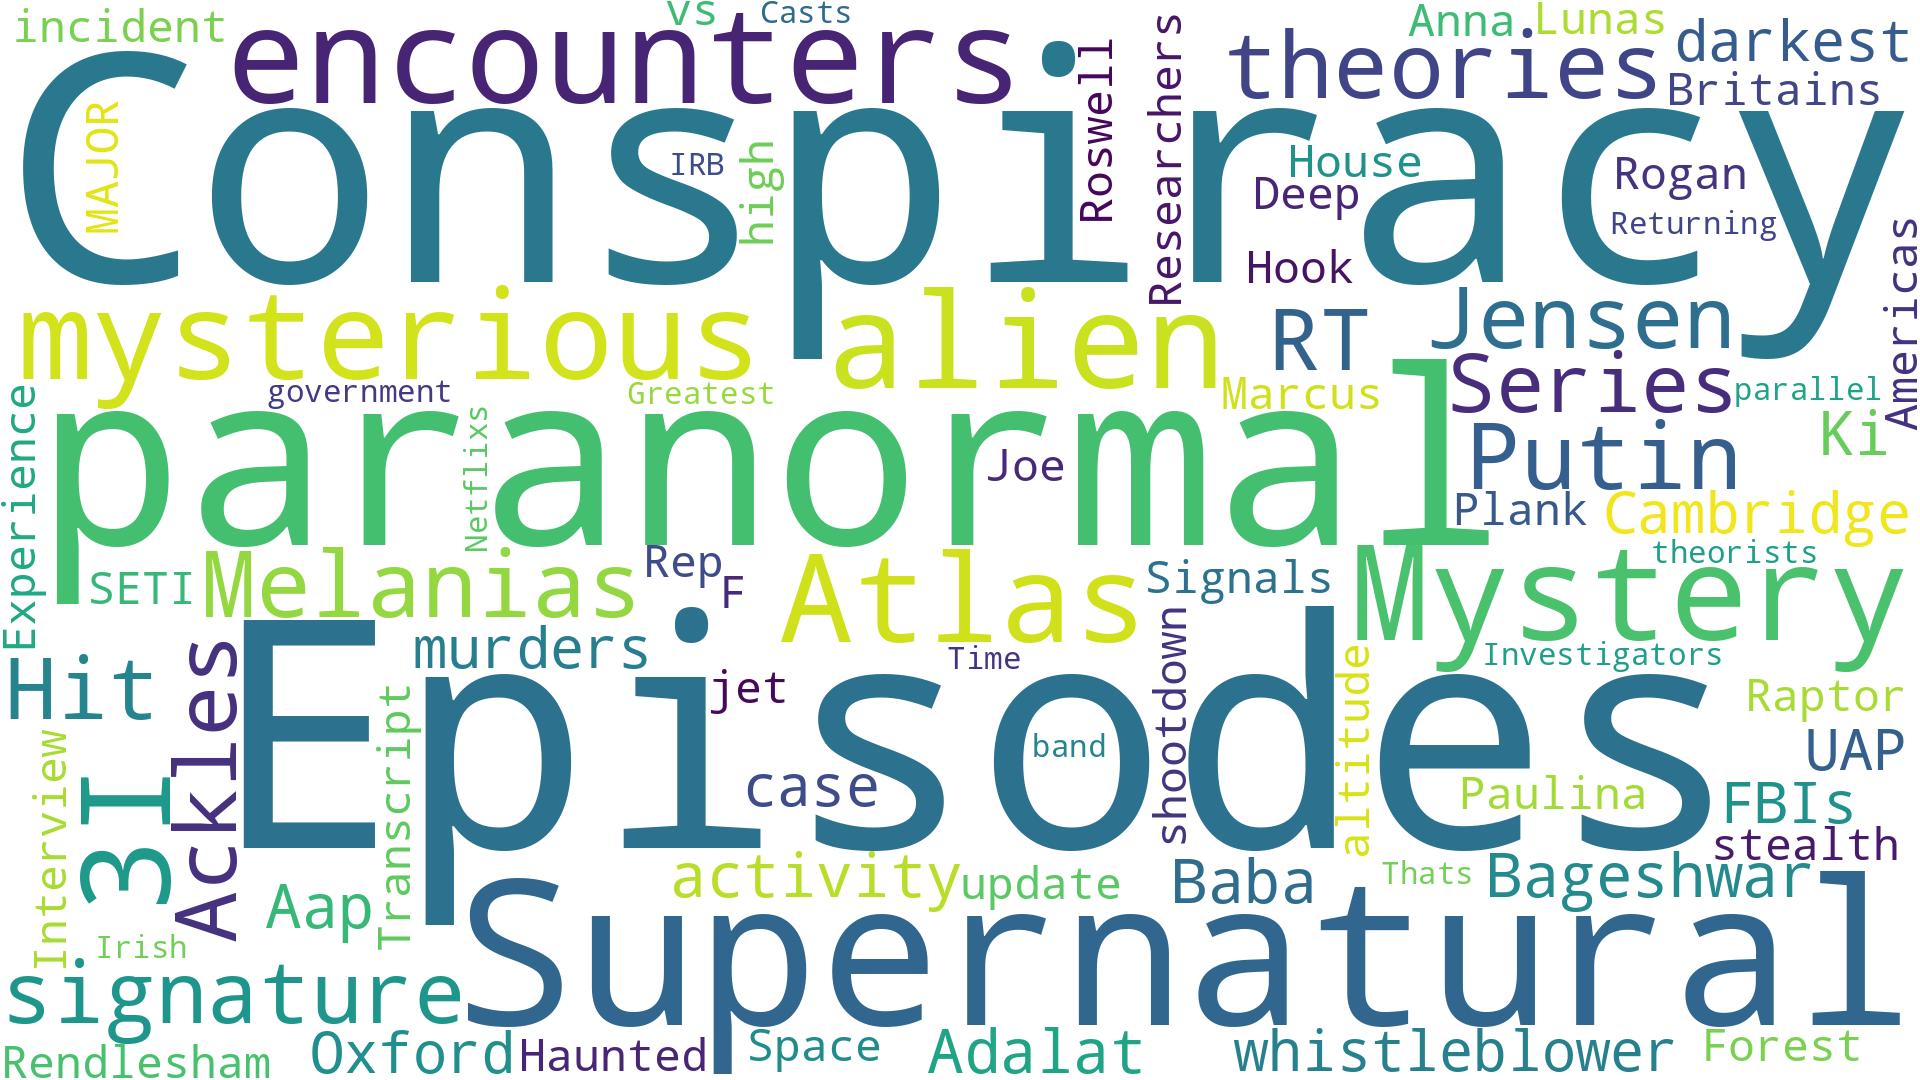 incident
encounters
vs
Casts
Anna
Lunas
darkest
theories
Britains
Conspiracy
MAJOR
IRB
high
Roswell
Researchers
House
Deep
Hook
Rogan
Returning
Americas
mysterious
alien
RT
Jensen
government
Greatest
Marcus
Series
parallel
Ki
Experience
paranormal
Netflixs
Joe
Putin
Plank
Cambridge
SETI
Melanias
Rep
F
Atlas
Signals
Mystery
theorists
Hit
Ackles
murders
jet
Time
shootdown
altitude
Investigators
Raptor
UAP
Episodes
Interview
3I
Transcript
case
band
Paulina
FBIs
stealth
Aap
activity
update
Baba
Thats
Bageshwar
Irish
signature
Supernatural
Rendlesham
Oxford
Haunted
Space
Adalat
whistleblower
Forest